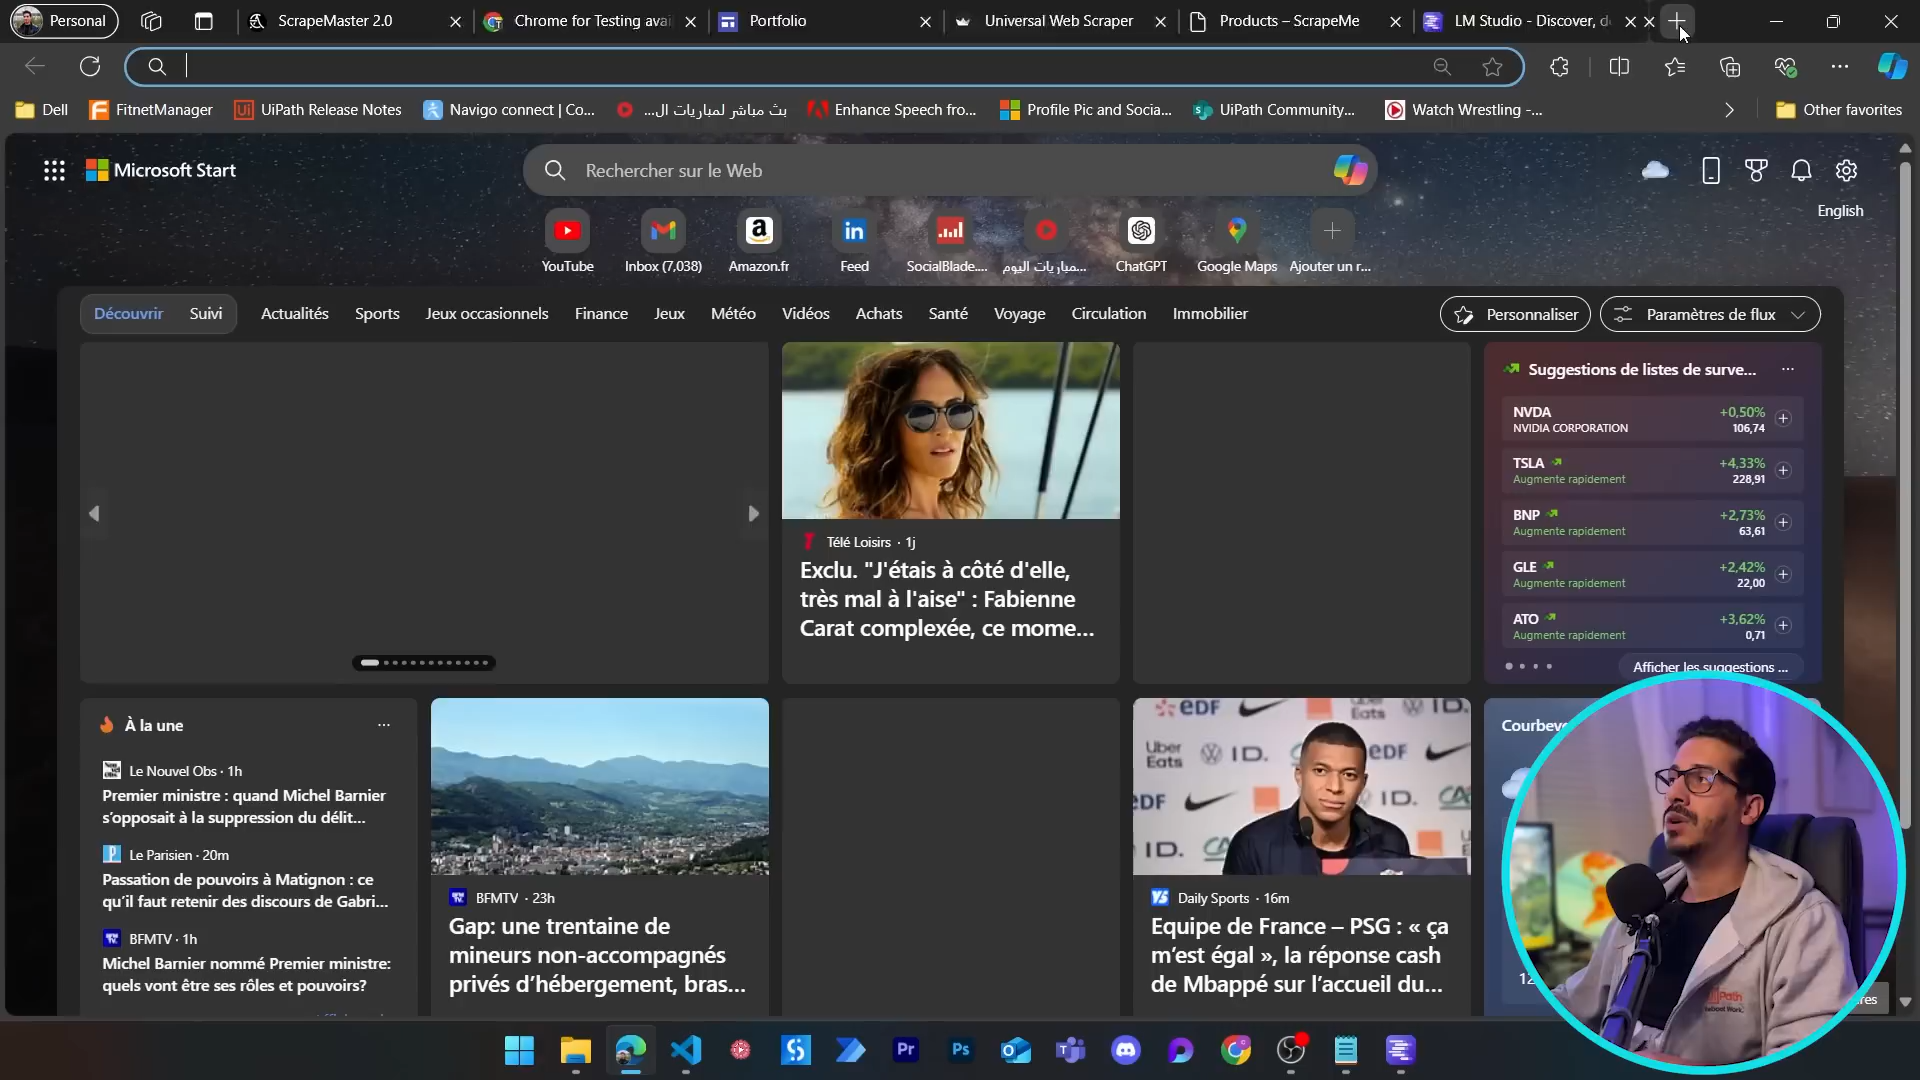 Personal
ScrapeMaster 2.0
Chrome for Testing avai
Portfolio
Universal Web Scraper
Products – ScrapeMe
LM Studio - Discover, d
Dell
FitnetManager
UiPath Release Notes
Navigo connect | Co...
بث مباشر لمباريات ال...
Enhance Speech fro...
Profile Pic and Socia...
UiPath Community...
Watch Wrestling -...
Other favorites
Microsoft Start
Rechercher sur le Web
English
YouTube
Inbox (7,038)
Amazon.fr
Feed
SocialBlade....
مباريات اليوم...
ChatGPT
Google Maps
Ajouter un r...
Découvrir
Suivi
Actualités
Sports
Jeux occasionnels
Finance
Jeux
Météo
Vidéos
Achats
Santé
Voyage
Circulation
Immobilier
Personnaliser
Paramètres de flux
Télé Loisirs · 1j
Exclu. "J'étais à côté d'elle,
très mal à l'aise" : Fabienne
Carat complexée, ce mome...
Suggestions de listes de surve...
NVDA
+0,50%
NVIDIA CORPORATION
106,74
TSLA
+4,33%
Augmente rapidement
228,91
BNP
+2,73%
Augmente rapidement
63,61
GLE
+2,42%
Augmente rapidement
22,00
ATO
+3,62%
Augmente rapidement
0,71
Afficher les suggestions ...
À la une
Le Nouvel Obs · 1h
Premier ministre : quand Michel Barnier
s'opposait à la suppression du délit...
Le Parisien · 20m
Passation de pouvoirs à Matignon : ce
qu'il faut retenir des discours de Gabri...
BFMTV · 1h
Michel Barnier nommé Premier ministre:
quels vont être ses rôles et pouvoirs?
BFMTV · 23h
Gap: une trentaine de
mineurs non-accompagnés
privés d'hébergement, bras...
eDF
Eats
ID.
Uber
Eats
ID.
eDF
ID.
Daily Sports · 16m
Equipe de France – PSG : « ça
m'est égal », la réponse cash
de Mbappé sur l'accueil du...
Courbev
12
res